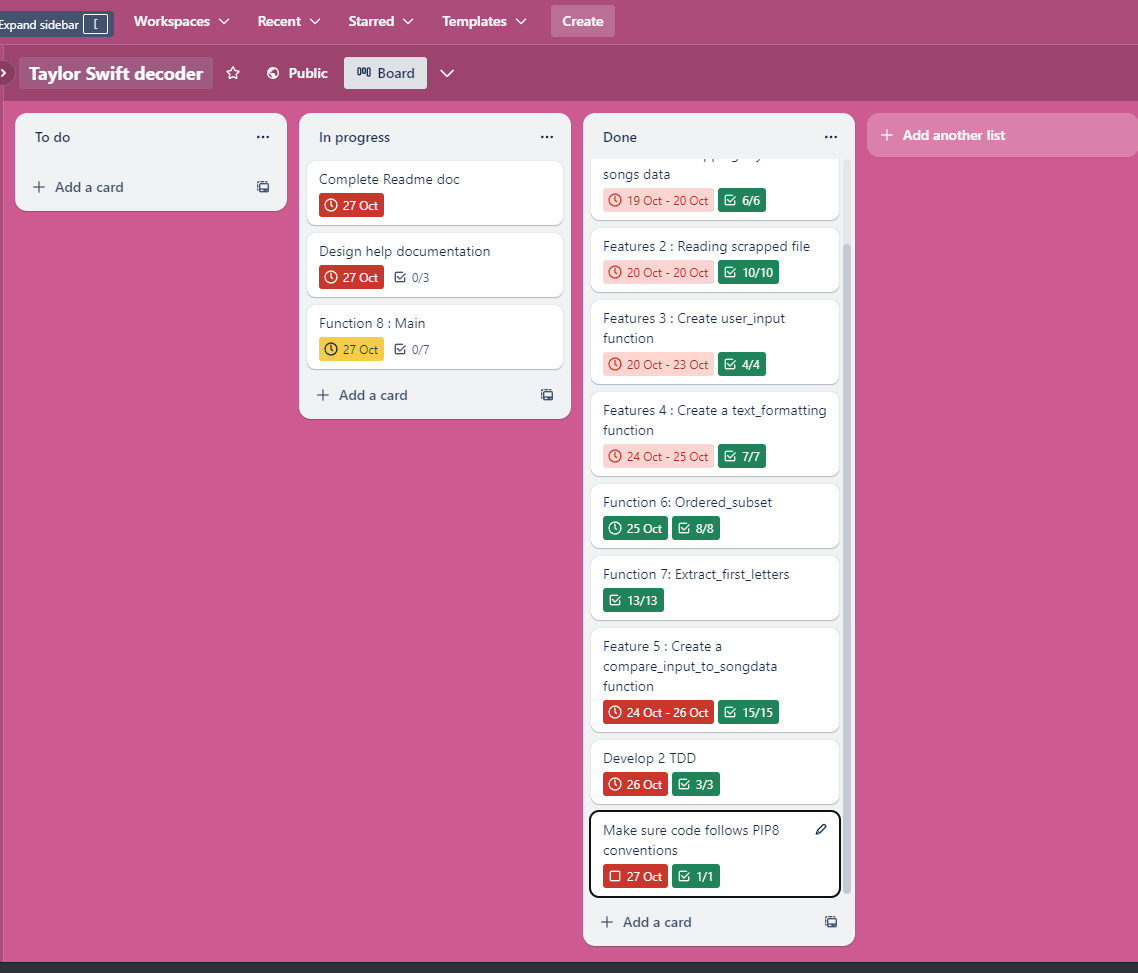 Expand sidebar [
Workspaces
Recent
Starred
Templates
Create
Taylor Swift decoder
Public
Board
To do
Add a card
In progress
Complete Readme doc
27 Oct
Design help documentation
27 Oct 0/3
Function 8 : Main
27 Oct 0/7
Add a card
Done
songs data
19 Oct - 20 Oct 6/6
Features 2 : Reading scrapped file
20 Oct - 20 Oct 10/10
Features 3 : Create user_input
function
20 Oct - 23 Oct 4/4
Features 4 : Create a text_formatting
function
24 Oct - 25 Oct 7/7
Function 6: Ordered_subset
25 Oct 8/8
Function 7: Extract_first_letters
13/13
Feature 5 : Create a
compare_input_to_songdata
function
24 Oct - 26 Oct 15/15
Develop 2 TDD
26 Oct 3/3
Make sure code follows PIP8
conventions
27 Oct 1/1
Add a card
Add another list